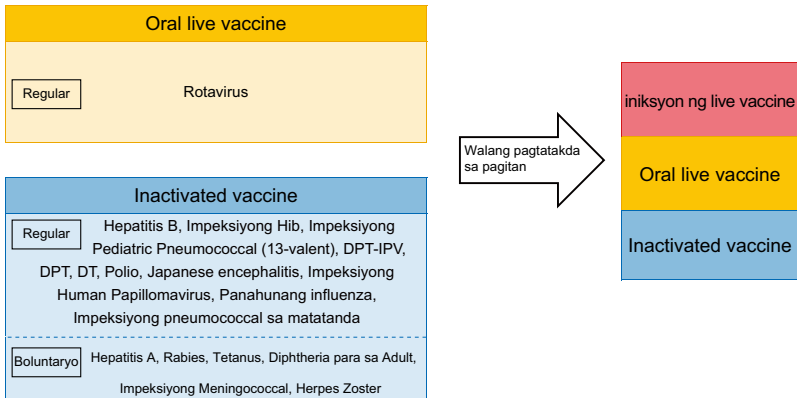 Oral live vaccine
Regular
Rotavirus
Inactivated vaccine
Regular
Hepatitis B, Impeksiyong Hib, Impeksiyong
Pediatric Pneumococcal (13-valent), DPT-IPV,
DPT, DT, Polio, Japanese encephalitis, Impeksiyong
Human Papillomavirus, Panahunang influenza,
Impeksiyong pneumococcal sa matatanda
Boluntaryo
Hepatitis A, Rabies, Tetanus, Diphtheria para sa Adult,
Impeksiyong Meningococcal, Herpes Zoster
Walang pagtatakda
sa pagitan
iniksyon ng live vaccine
Oral live vaccine
Inactivated vaccine